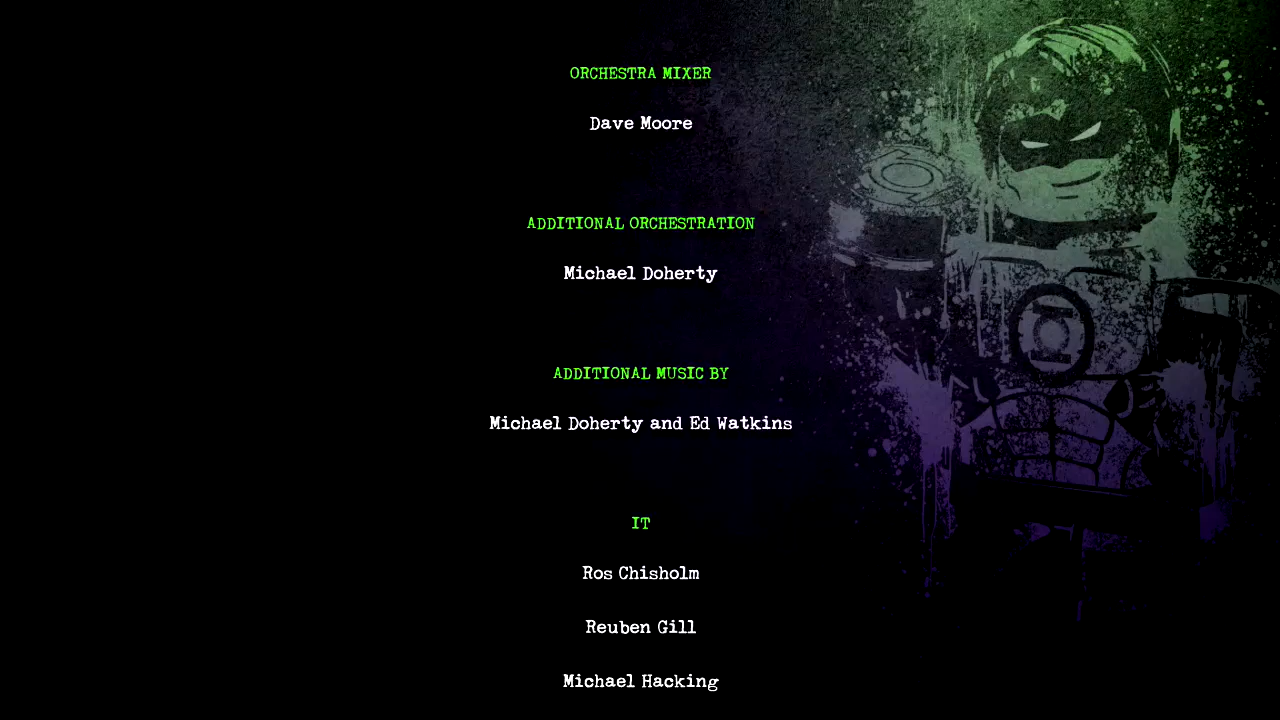 ORCHESTRA MIXER
Dave Moore
ADDITIONAL ORCHESTRATION
Michael Doherty
ADDITIONAL MUSIC BY
Michael Doherty and Ed Watkins
IT
Ros Chisholm
Reuben Gill
Michael Hacking